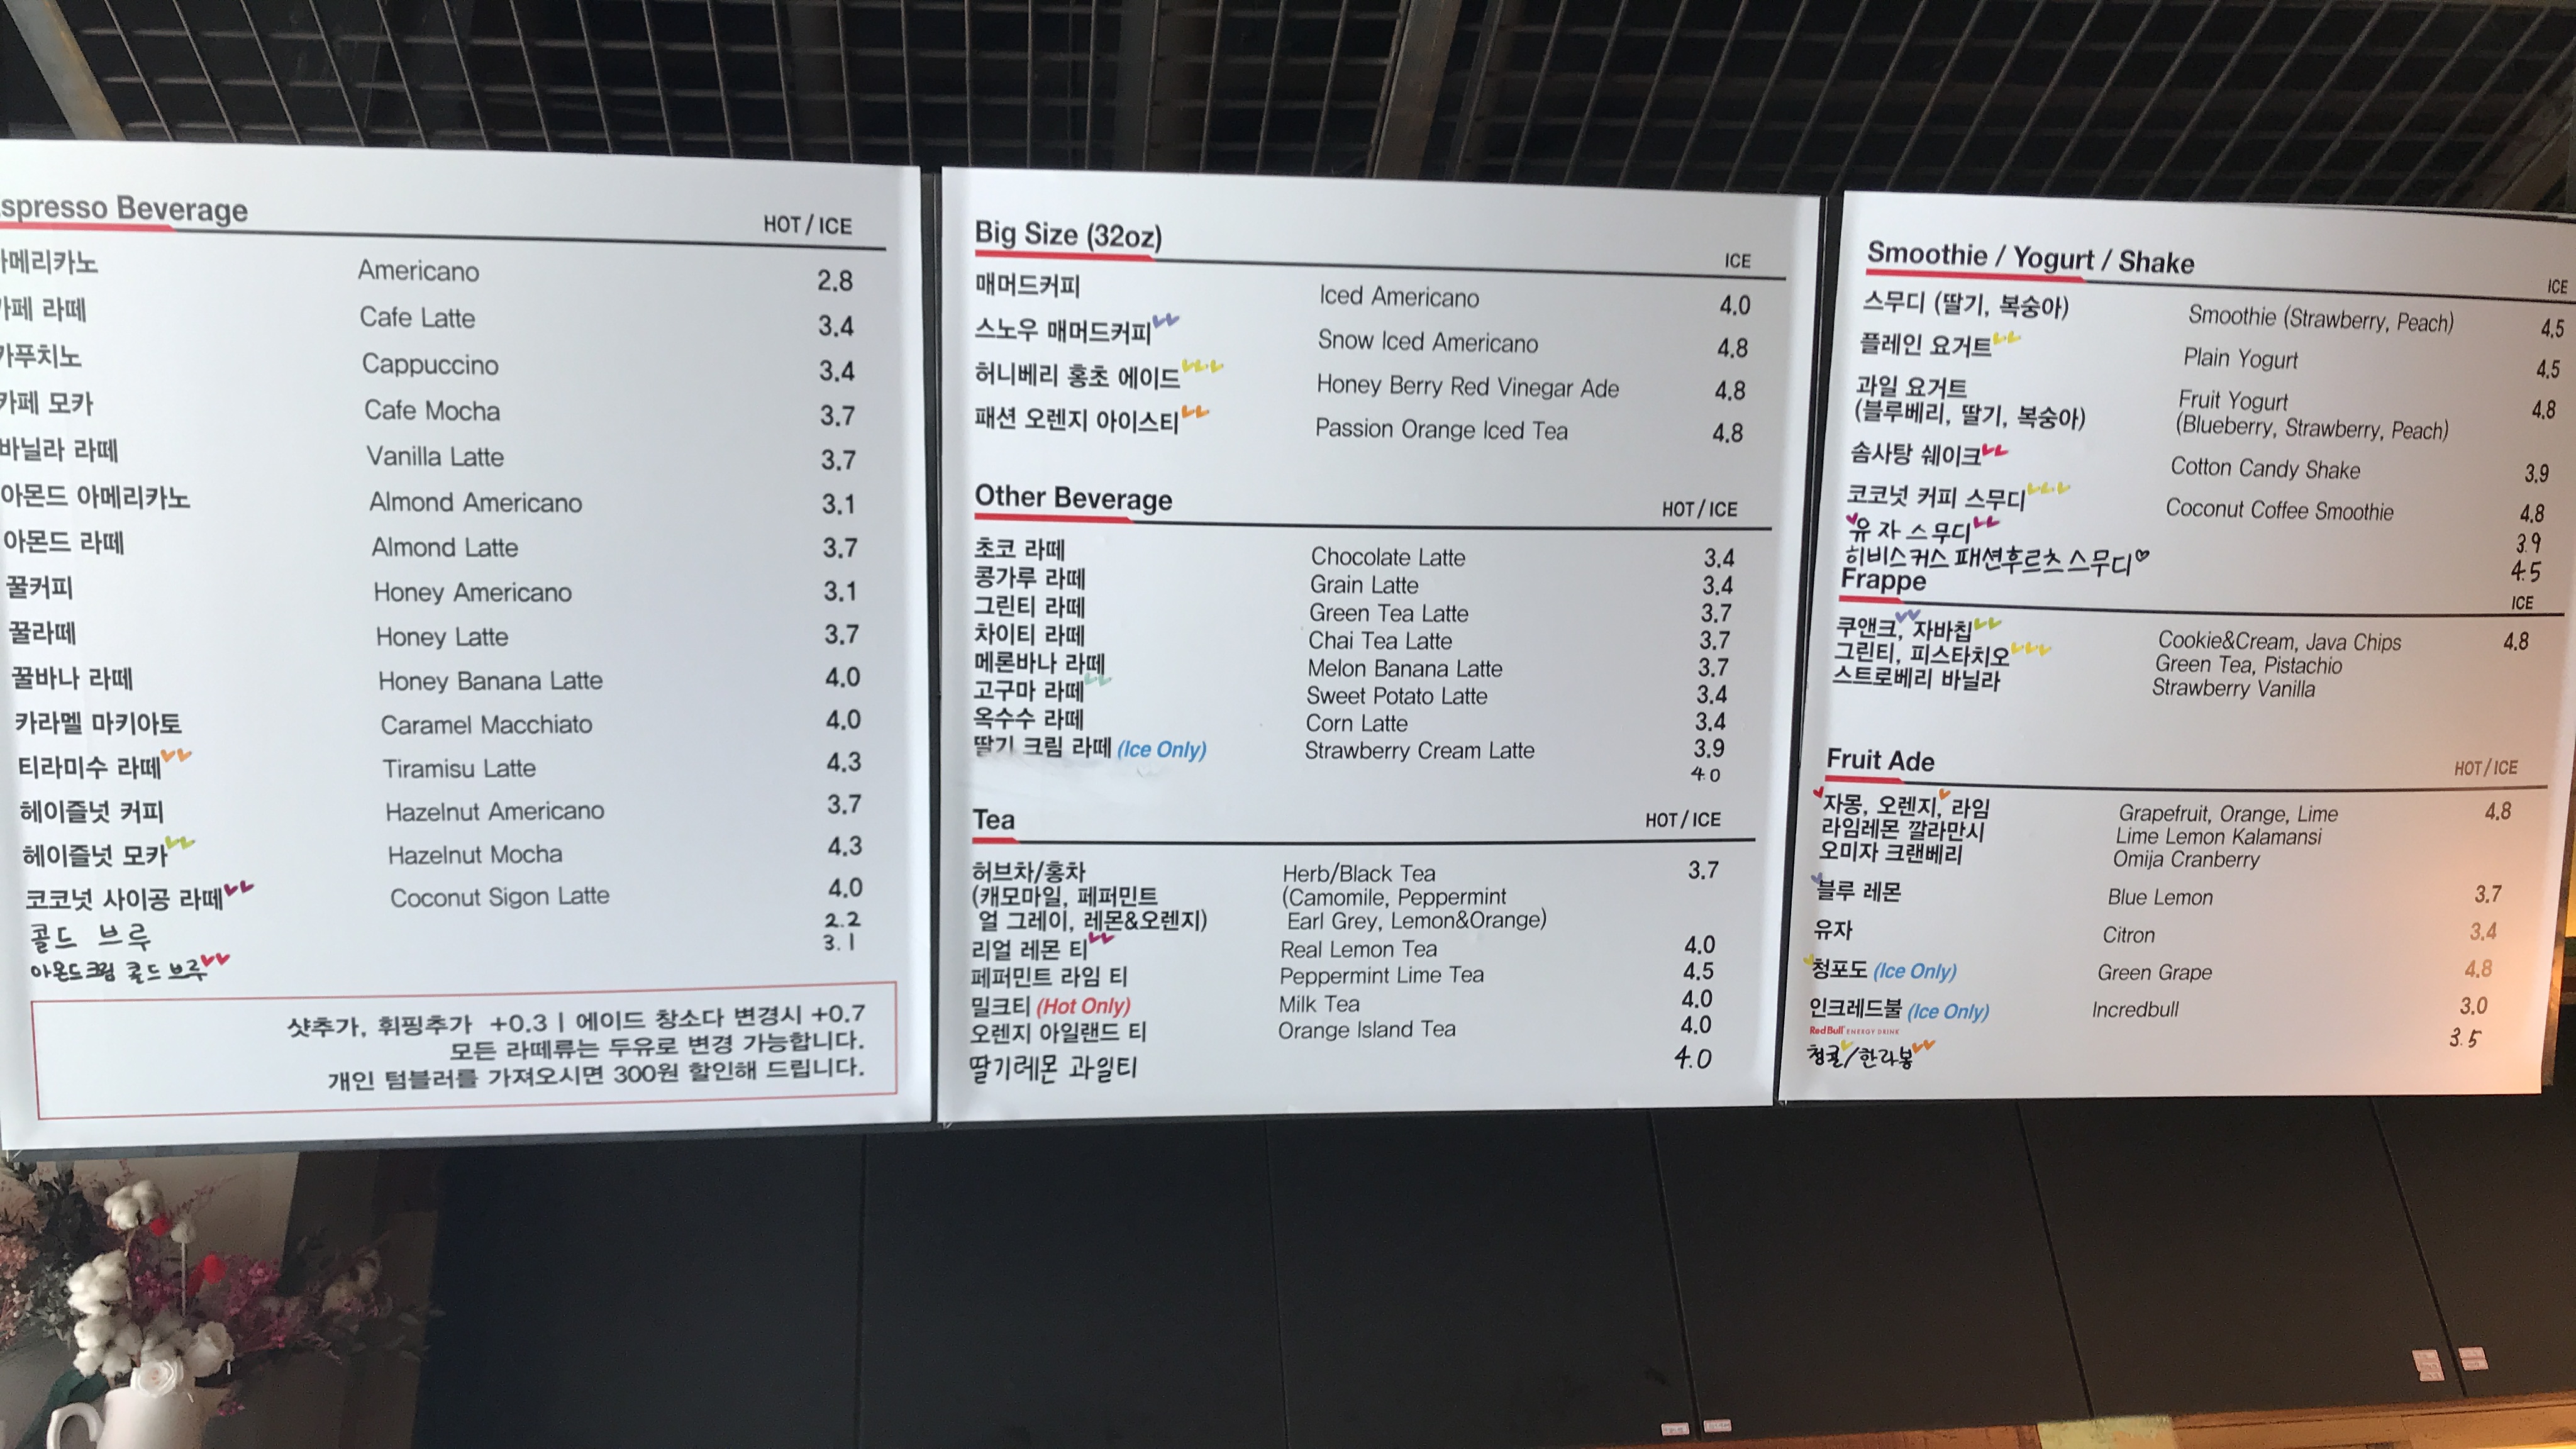 spresso Beverage
HOT / ICE
메리카노 Americano 2.8
페 라떼 Cafe Latte 3.4
푸치노 Cappuccino 3.4
카페 모카 Cafe Mocha 3.7
바닐라 라떼 Vanilla Latte 3.7
아몬드 아메리카노 Almond Americano 3.1
아몬드 라떼 Almond Latte 3.7
꿀커피 Honey Americano 3.1
꿀라떼 Honey Latte 3.7
꿀바나 라떼 Honey Banana Latte 4.0
카라멜 마키아토 Caramel Macchiato 4.0
티라미수 라떼 Tiramisu Latte 4.3
헤이즐넛 커피 Hazelnut Americano 3.7
헤이즐넛 모카 Hazelnut Mocha 4.3
코코넛 사이공 라떼 Coconut Sigon Latte 4.0
콜드 브루 2.2
아몬드크림 콜드브루 3.1
샷추가, 휘핑추가 +0.3 | 에이드 창소다 변경시 +0.7
모든 라떼류는 두유로 변경 가능합니다.
개인 텀블러를 가져오시면 300원 할인해 드립니다.
Big Size (32oz)
ICE
매머드커피 Iced Americano 4.0
스노우 매머드커피 Snow Iced Americano 4.8
허니베리 홍초 에이드 Honey Berry Red Vinegar Ade 4.8
패션 오렌지 아이스티 Passion Orange Iced Tea 4.8
Other Beverage
HOT / ICE
초코 라떼 Chocolate Latte 3.4
콩가루 라떼 Grain Latte 3.4
그린티 라떼 Green Tea Latte 3.7
차이티 라떼 Chai Tea Latte 3.7
메론바나 라떼 Melon Banana Latte 3.7
고구마 라떼 Sweet Potato Latte 3.4
옥수수 라떼 Corn Latte 3.4
딸기 크림 라떼 (Ice Only) Strawberry Cream Latte 3.9
4.0
Tea
HOT / ICE
허브차/홍차 Herb/Black Tea 3.7
(캐모마일, 페퍼민트 (Camomile, Peppermint
얼 그레이, 레몬&오렌지) Earl Grey, Lemon&Orange)
리얼 레몬 티 Real Lemon Tea 4.0
페퍼민트 라임 티 Peppermint Lime Tea 4.5
밀크티 (Hot Only) Milk Tea 4.0
오렌지 아일랜드 티 Orange Island Tea 4.0
딸기레몬 과일티 4.0
Smoothie / Yogurt / Shake
ICE
스무디 (딸기, 복숭아) Smoothie (Strawberry, Peach) 4.5
플레인 요거트 Plain Yogurt 4.5
과일 요거트 Fruit Yogurt 4.8
(블루베리, 딸기, 복숭아) (Blueberry, Strawberry, Peach)
솜사탕 쉐이크 Cotton Candy Shake 3.9
코코넛 커피 스무디 Coconut Coffee Smoothie 4.8
유자 스무디 3.9
히비스커스 패션후르츠 스무디♡ 4.5
Frappe
ICE
쿠앤크, 자바칩 Cookie&Cream, Java Chips 4.8
그린티, 피스타치오 Green Tea, Pistachio
스트로베리 바닐라 Strawberry Vanilla
Fruit Ade
HOT / ICE
자몽, 오렌지, 라임 Grapefruit, Orange, Lime 4.8
라임레몬 깔라만시 Lime Lemon Kalamansi
오미자 크랜베리 Omija Cranberry
블루 레몬 Blue Lemon 3.7
유자 Citron 3.4
청포도 (Ice Only) Green Grape 4.8
인크레드불 (Ice Only) Incredbull 3.0
Red Bull ENERGY DRINK
청귤/한라봉 3.5